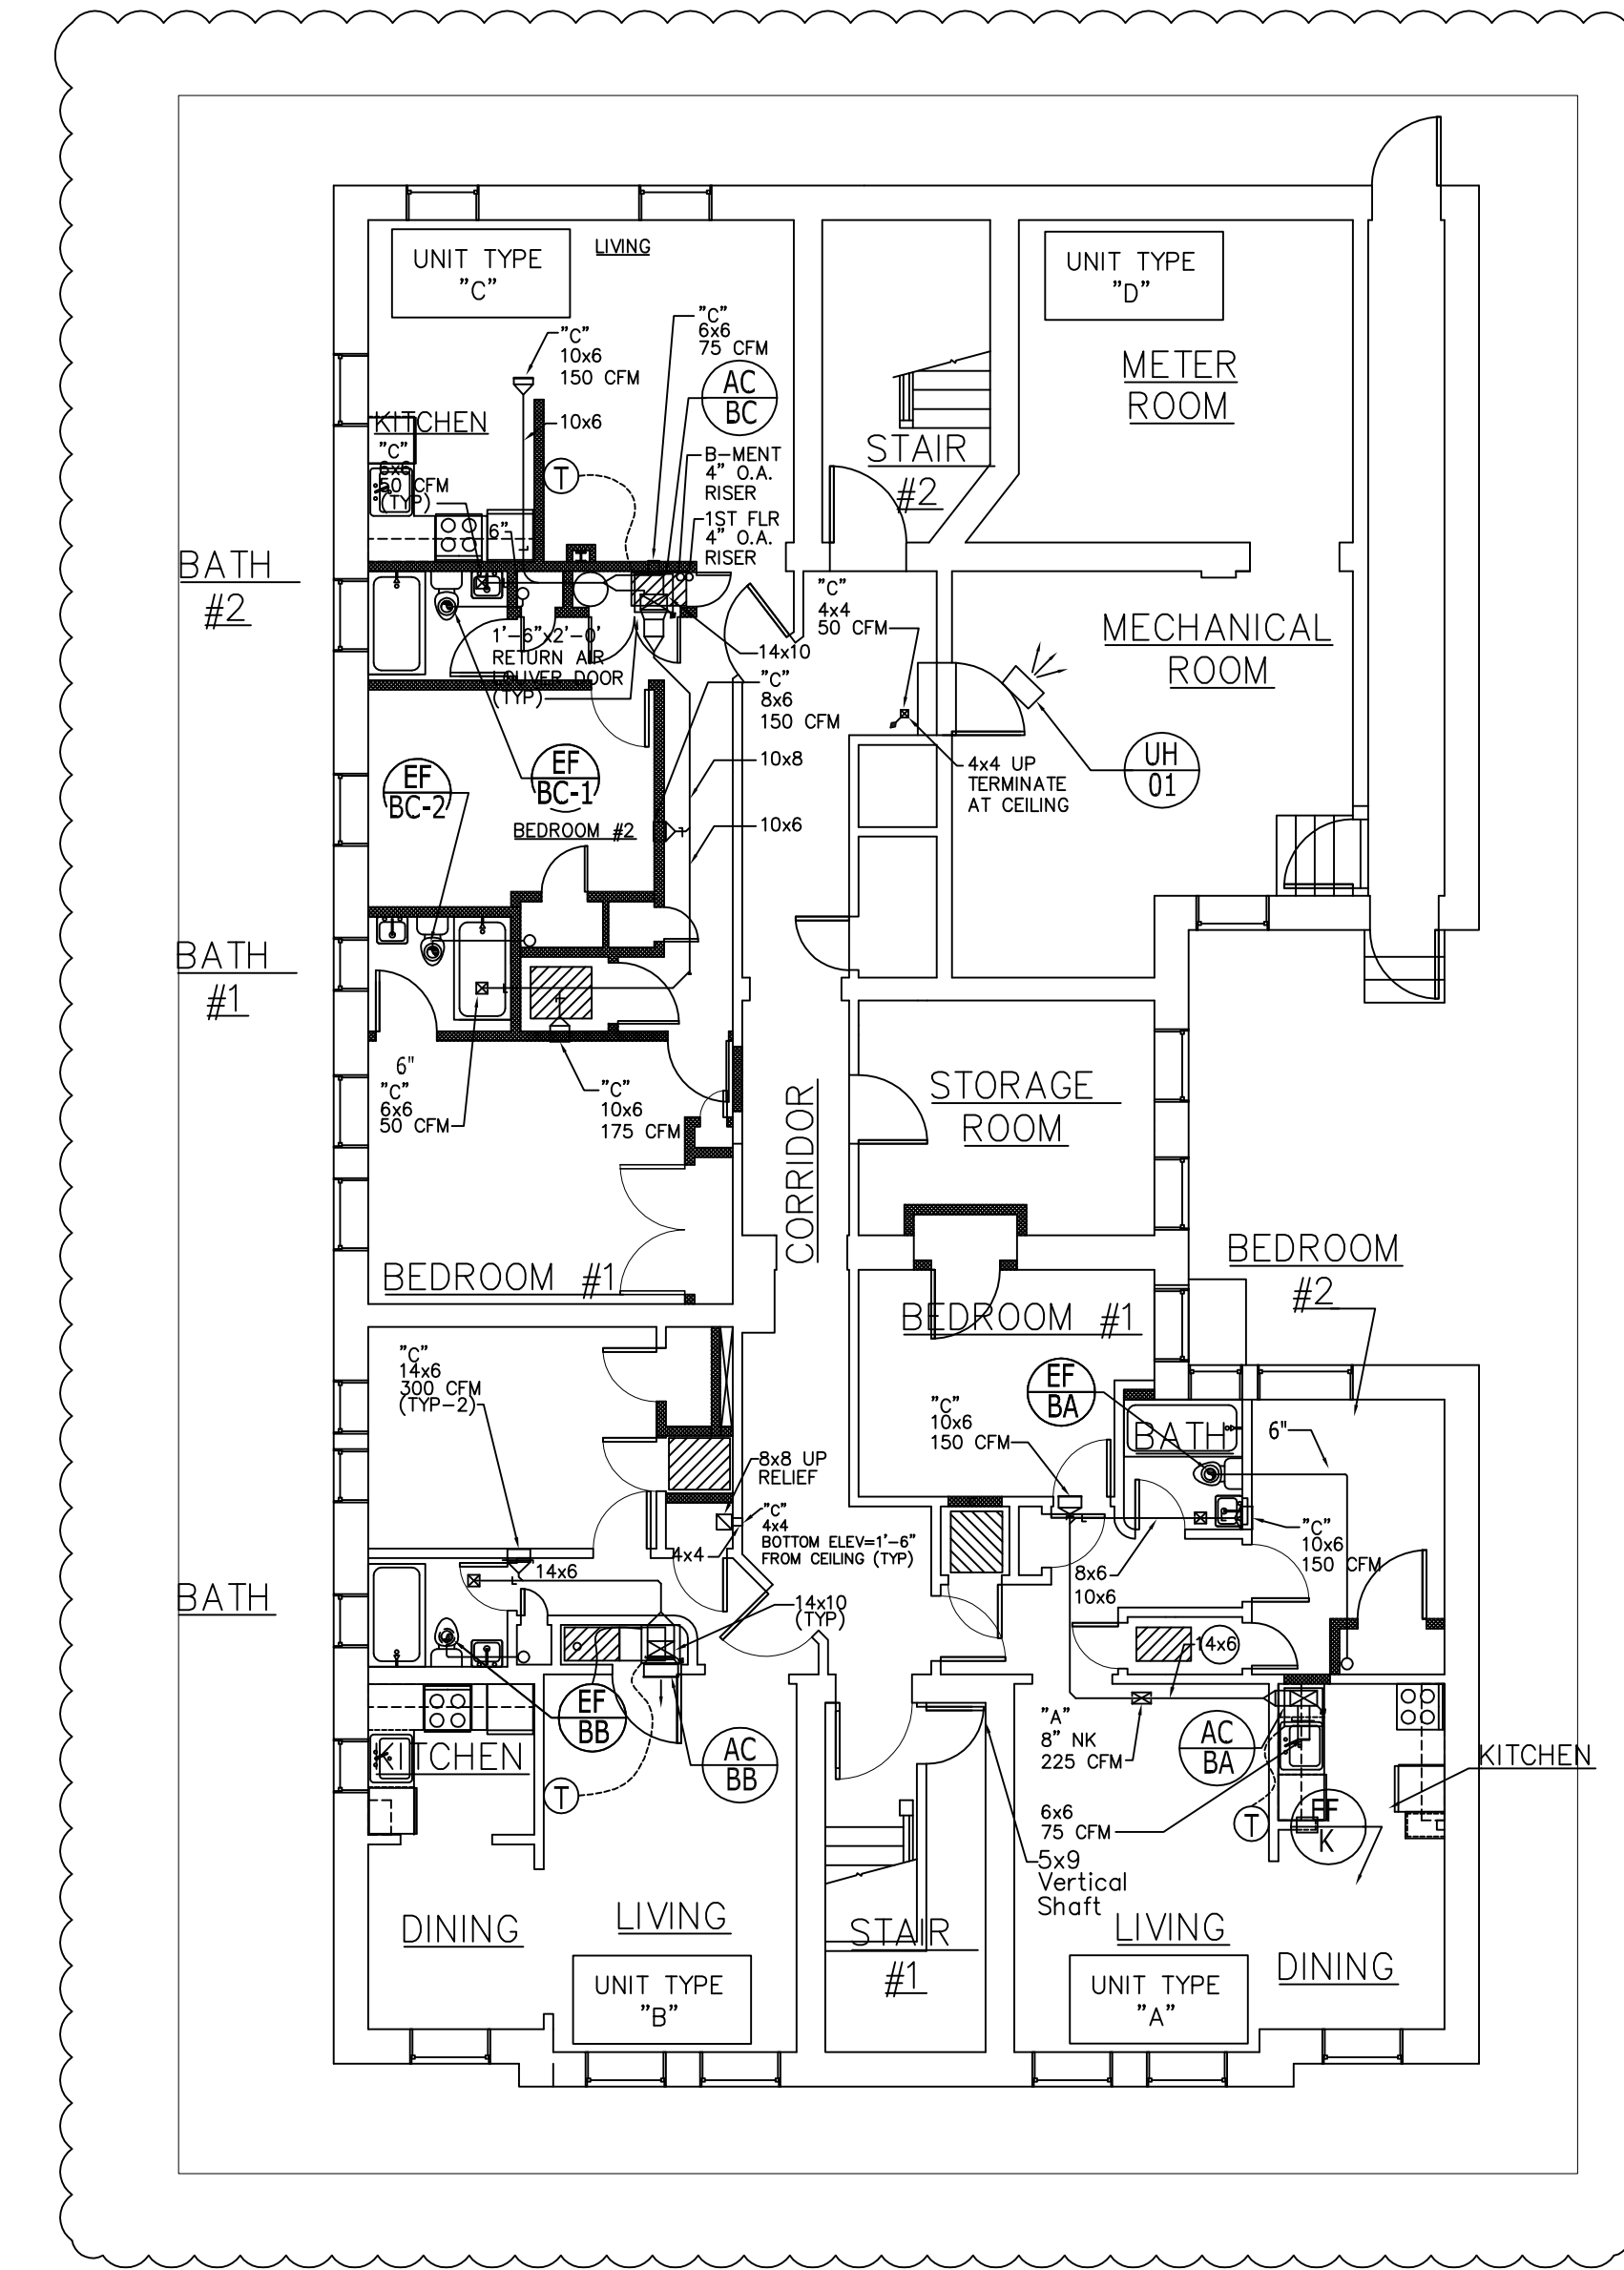 UNIT TYPE
"C"
LIVING
UNIT TYPE
"D"
"C"
10x6
150 CFM
"C"
6x6
75 CFM
AC
BC
METER
ROOM
KITCHEN
10x6
"C"
6x6
50 CFM
(TYP)
T
B-MENT
4" O.A.
RISER
STAIR
#2
6"
1ST FLR
4" O.A.
RISER
BATH
#2
"C"
4x4
50 CFM
1'-6"x2'-0'
RETURN AIR
LOUVER DOOR
(TYP)
14x10
MECHANICAL
ROOM
"C"
8x6
150 CFM
EF
BC-2
EF
BC-1
10x8
4x4 UP
TERMINATE
AT CEILING
UH
01
BEDROOM #2
10x6
BATH
#1
6"
"C"
6x6
50 CFM
"C"
10x6
175 CFM
CORRIDOR
STORAGE
ROOM
BEDROOM #1
BEDROOM
#2
BEDROOM #1
"C"
14x6
300 CFM
(TYP-2)
EF
BA
"C"
10x6
150 CFM
BATH
6"
8x8 UP
RELIEF
"C"
4x4
BOTTOM ELEV=1'-6"
FROM CEILING (TYP)
4x4
"C"
10x6
150 CFM
14x6
8x6
10x6
BATH
14x10
(TYP)
14x6
EF
BB
AC
BB
"A"
8" NK
225 CFM
AC
BA
KITCHEN
KITCHEN
T
6x6
75 CFM
T
EF
K
5x9
Vertical
Shaft
DINING
LIVING
STAIR
#1
LIVING
DINING
UNIT TYPE
"B"
UNIT TYPE
"A"